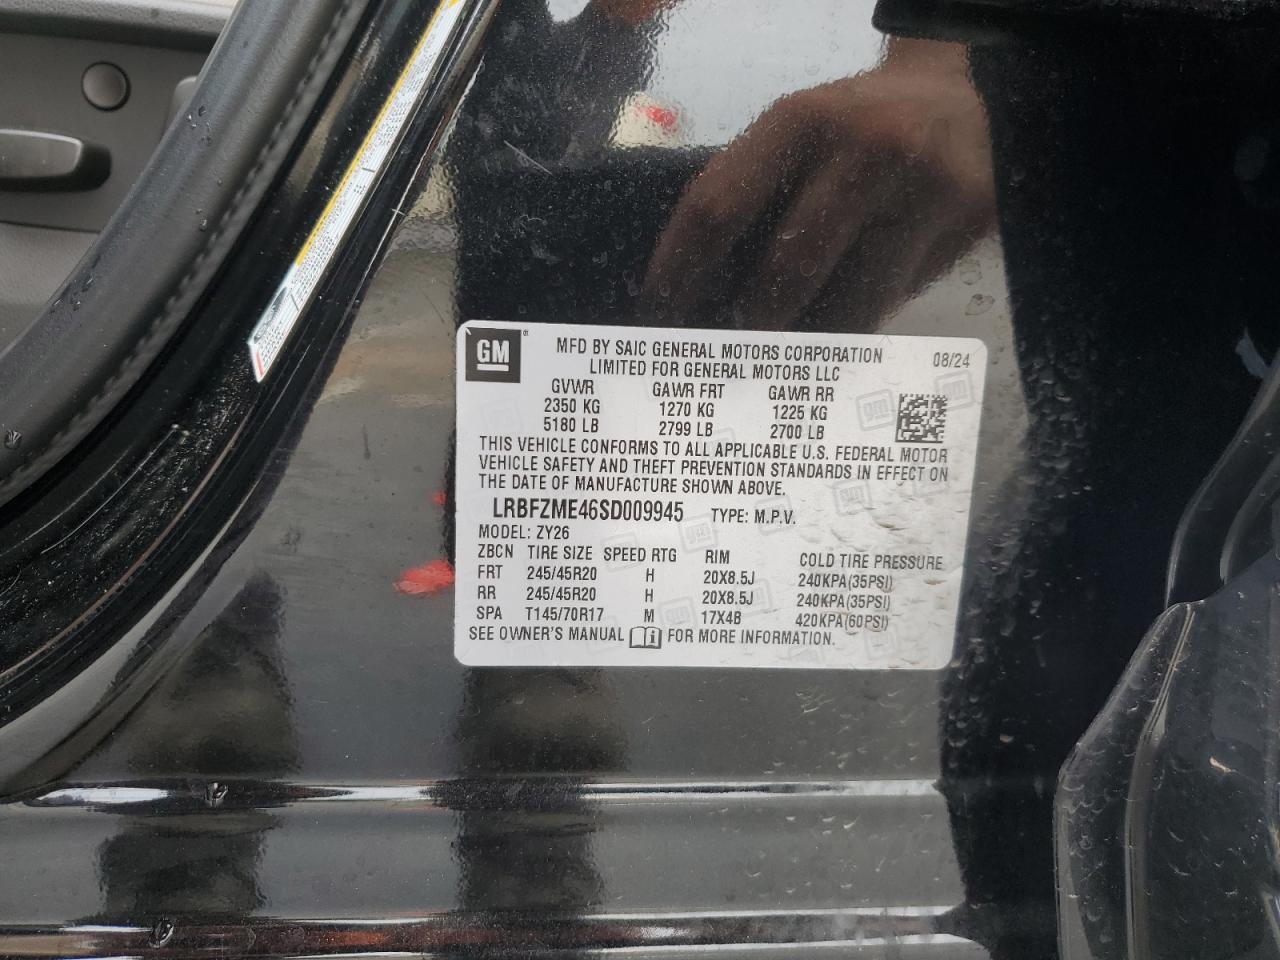 GM
MFD BY SAIC GENERAL MOTORS CORPORATION 08/24
LIMITED FOR GENERAL MOTORS LLC
GVWR GAWR FRT GAWR RR
2350 KG 1270 KG 1225 KG
5180 LB 2799 LB 2700 LB
THIS VEHICLE CONFORMS TO ALL APPLICABLE U.S. FEDERAL MOTOR
VEHICLE SAFETY AND THEFT PREVENTION STANDARDS IN EFFECT ON
THE DATE OF MANUFACTURE SHOWN ABOVE.
LRBFZME46SD009945 TYPE: M.P.V.
MODEL: ZY26
ZBCN TIRE SIZE SPEED RTG RIM COLD TIRE PRESSURE
FRT 245/45R20 H 20X8.5J 240KPA(35PSI)
RR 245/45R20 H 20X8.5J 240KPA(35PSI)
SPA T145/70R17 M 17X4B 420KPA(60PSI)
SEE OWNER'S MANUAL FOR MORE INFORMATION.